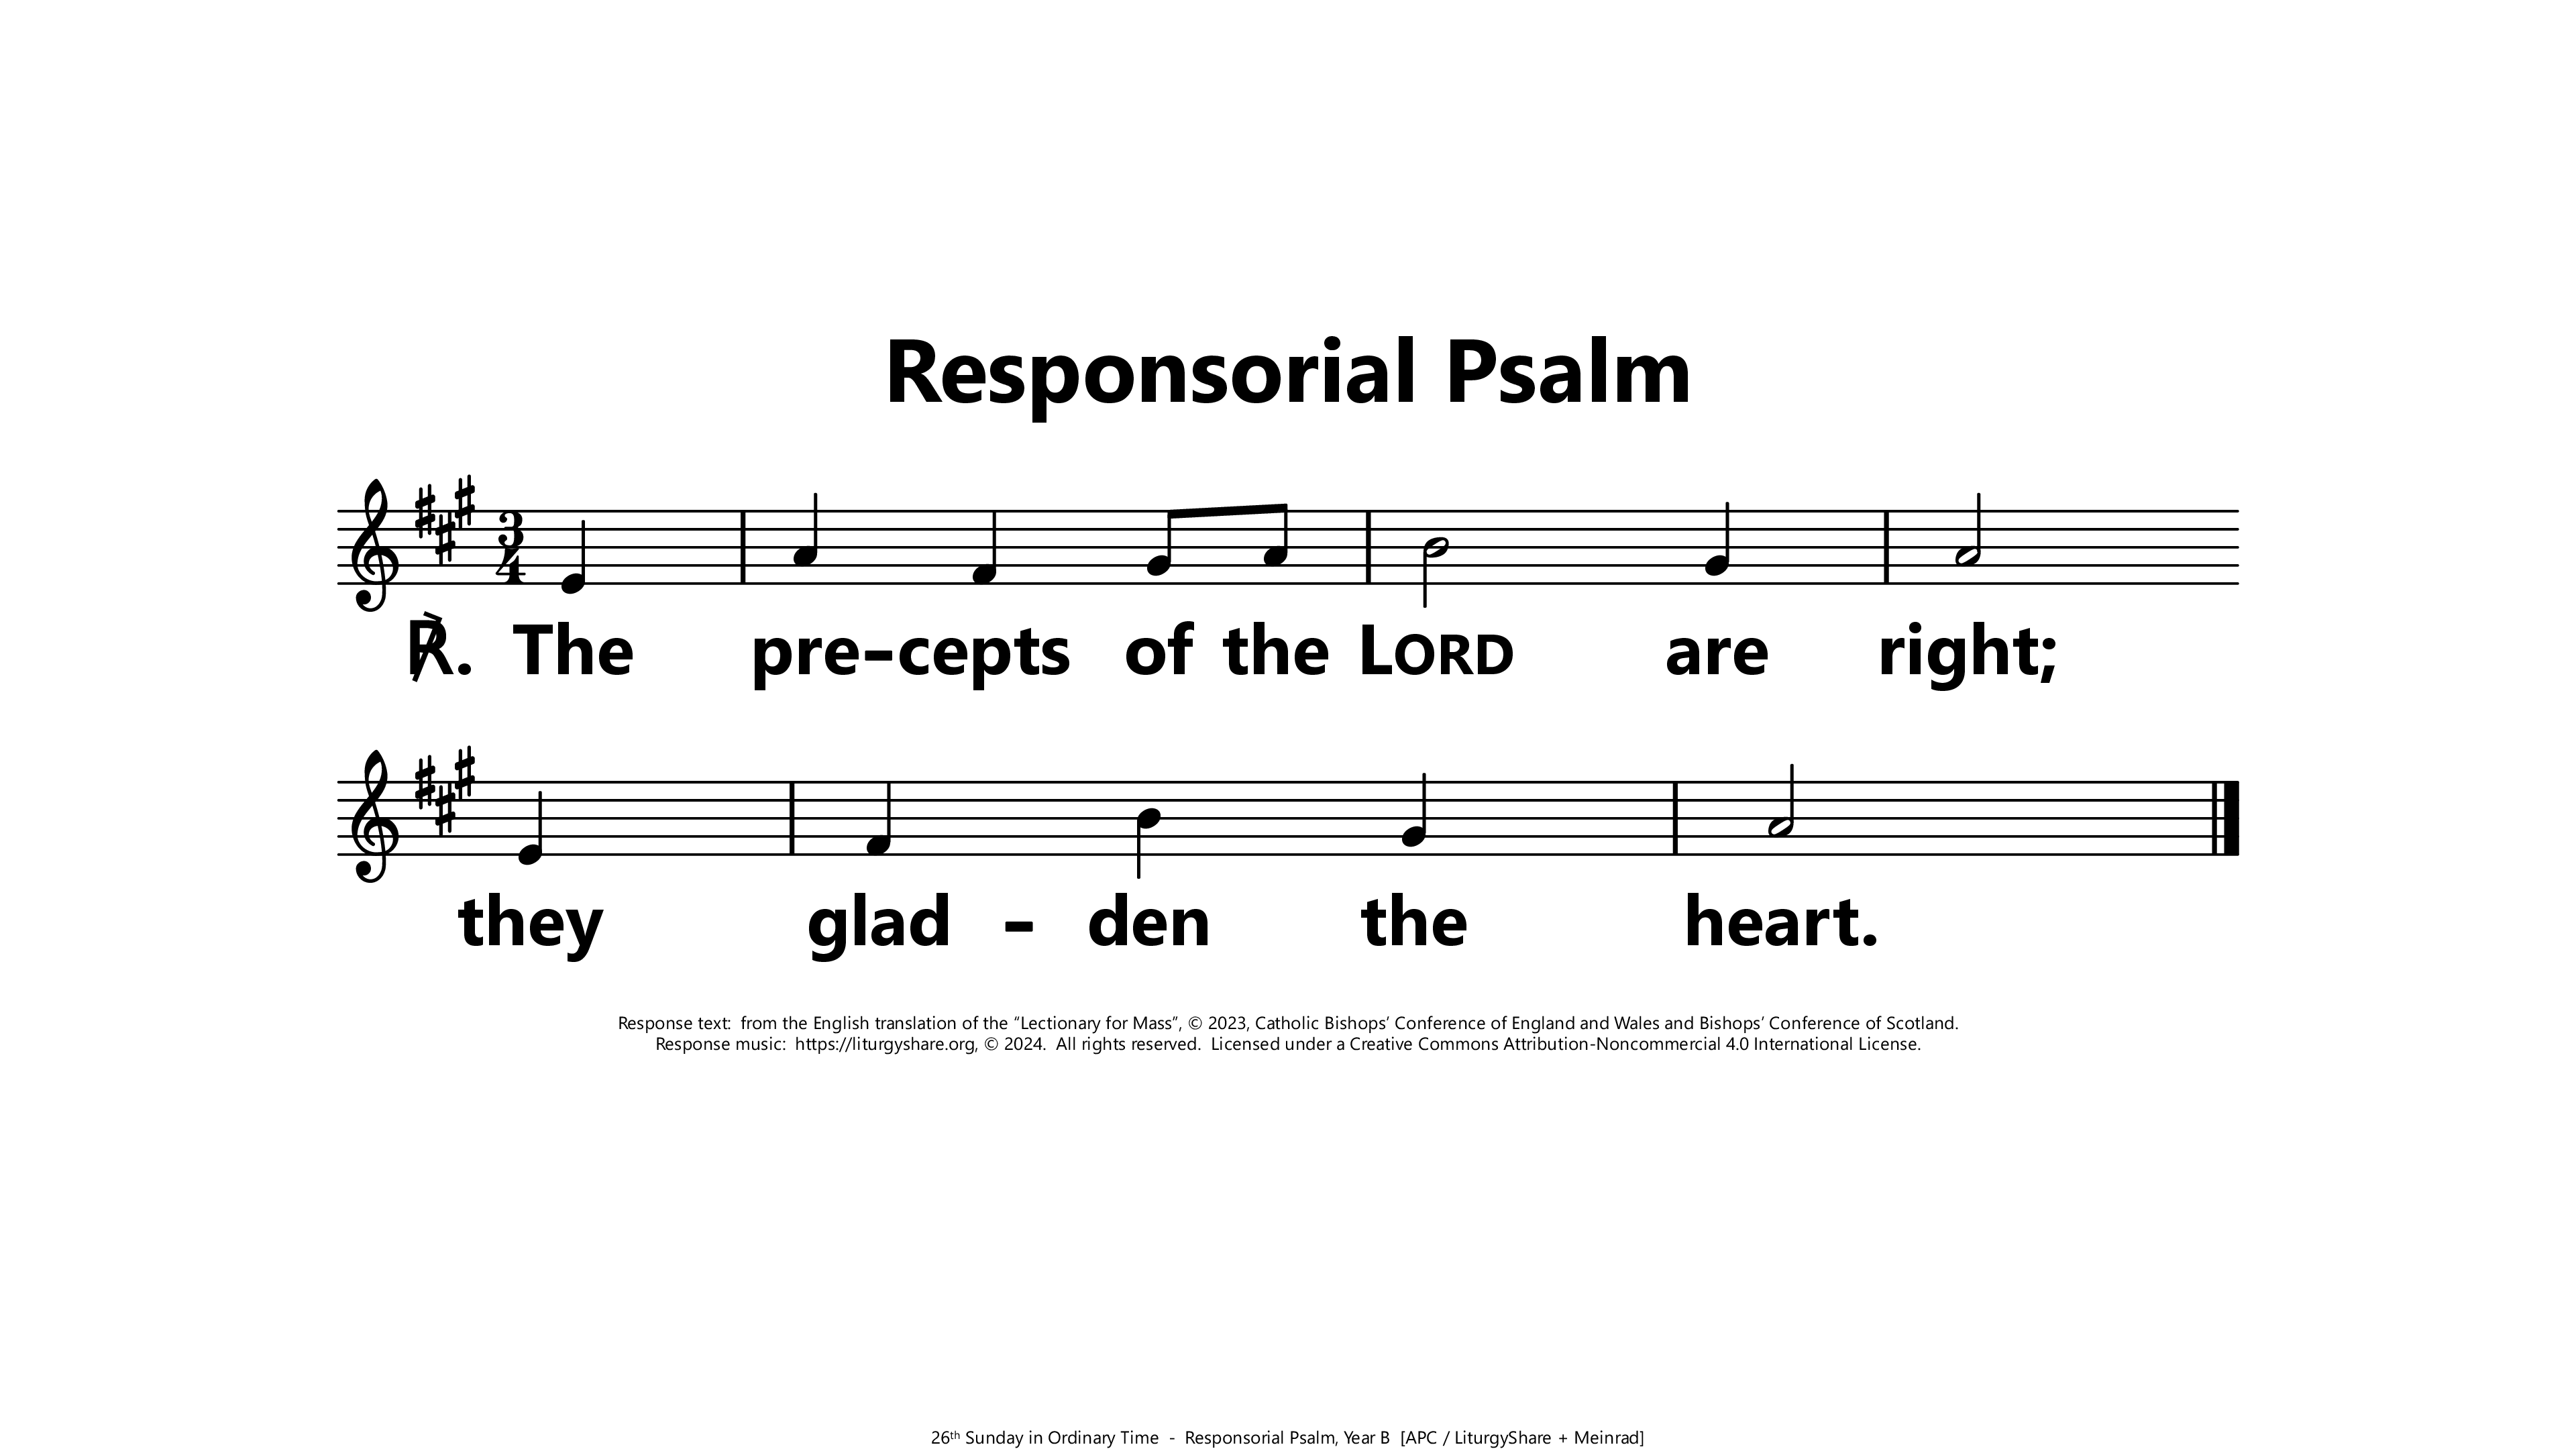 Responsorial Psalm
3
4
℟. The pre-cepts of the LORD are right;
they glad - den the heart.
Response text:  from the English translation of the “Lectionary for Mass”, © 2023, Catholic Bishops’ Conference of England and Wales and Bishops’ Conference of Scotland.
Response music:  https://liturgyshare.org, © 2024.  All rights reserved.  Licensed under a Creative Commons Attribution-Noncommercial 4.0 International License.
26th Sunday in Ordinary Time  -  Responsorial Psalm, Year B  [APC / LiturgyShare + Meinrad]